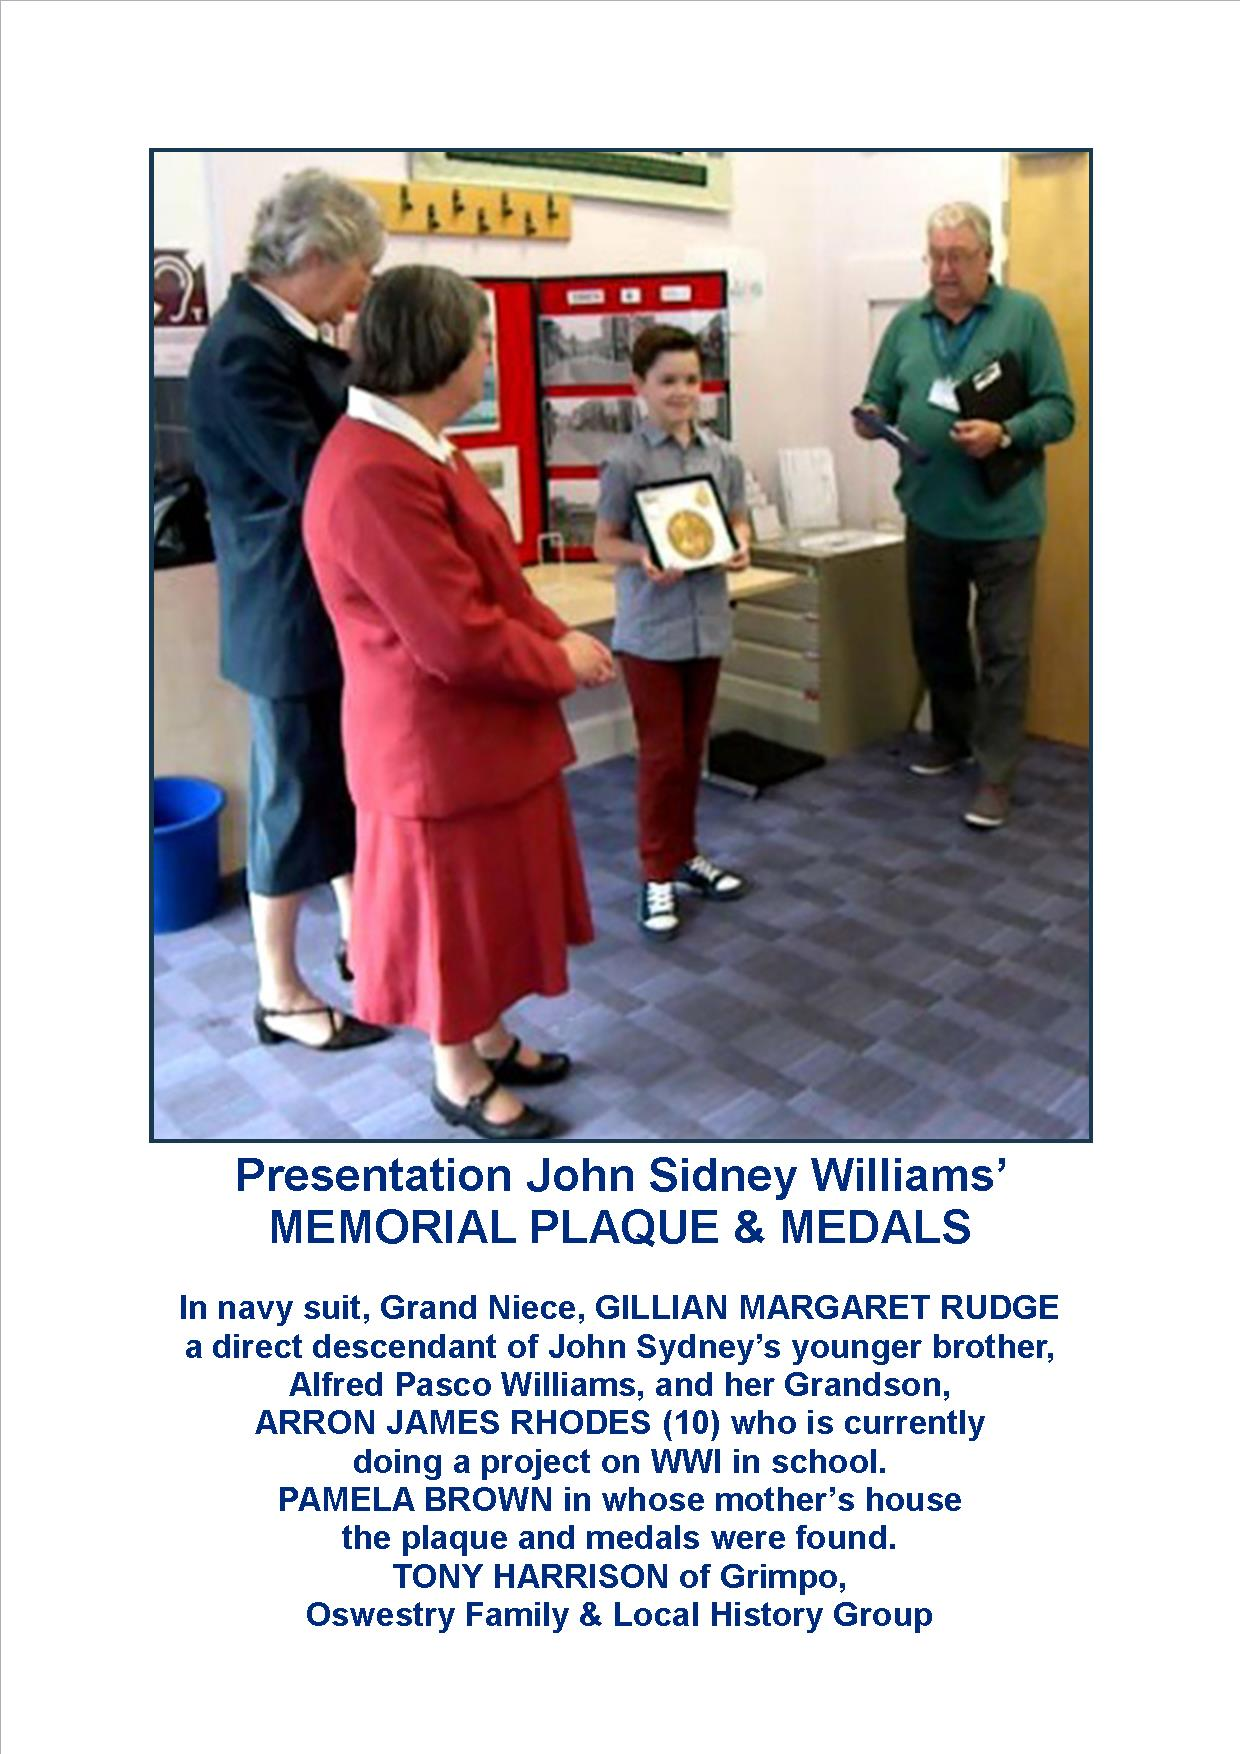 Presentation John Sidney Williams’
MEMORIAL PLAQUE & MEDALS
In navy suit, Grand Niece, GILLIAN MARGARET RUDGE
a direct descendant of John Sydney’s younger brother,
Alfred Pasco Williams, and her Grandson,
ARRON JAMES RHODES (10) who is currently
doing a project on WWI in school.
PAMELA BROWN in whose mother’s house
the plaque and medals were found.
TONY HARRISON of Grimpo,
Oswestry Family & Local History Group